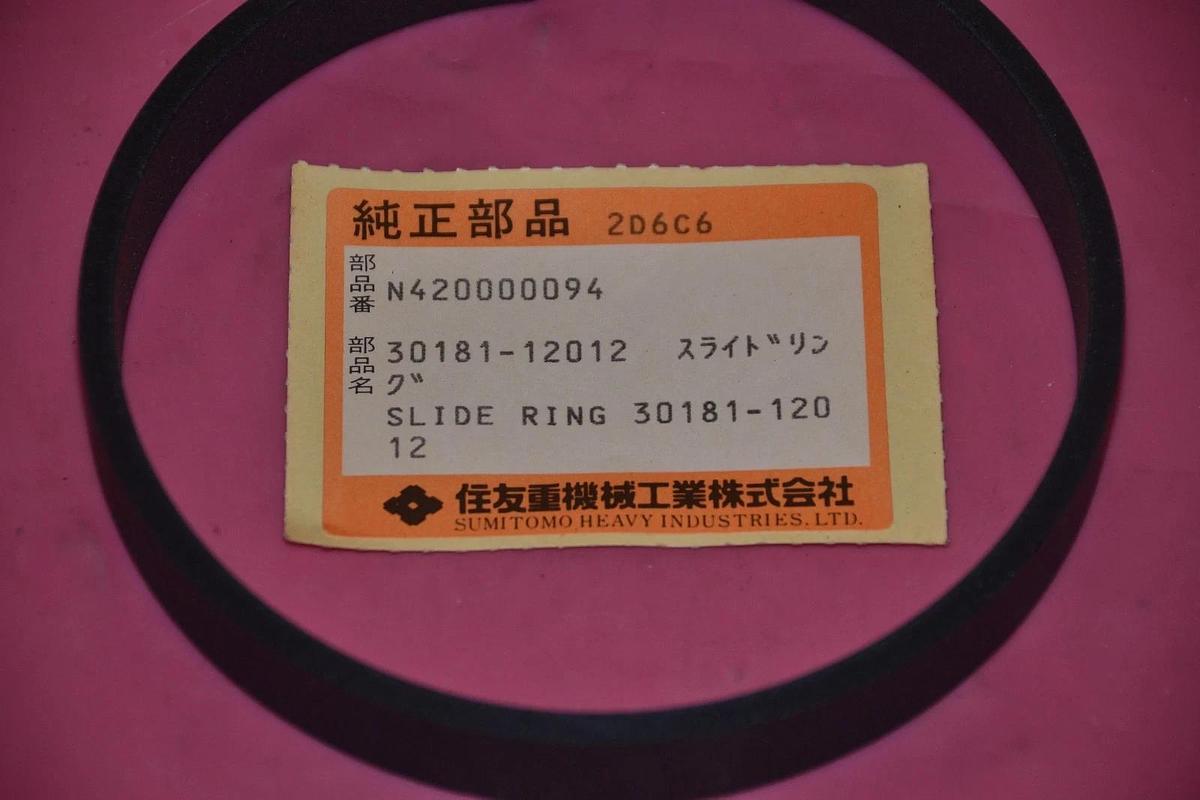 純正部品 2D6C6
部品番 N420000094
部品名 30181-12012 スライドリン
グ
SLIDE RING 30181-120
12
住友重機械工業株式会社
SUMITOMO HEAVY INDUSTRIES. LTD.